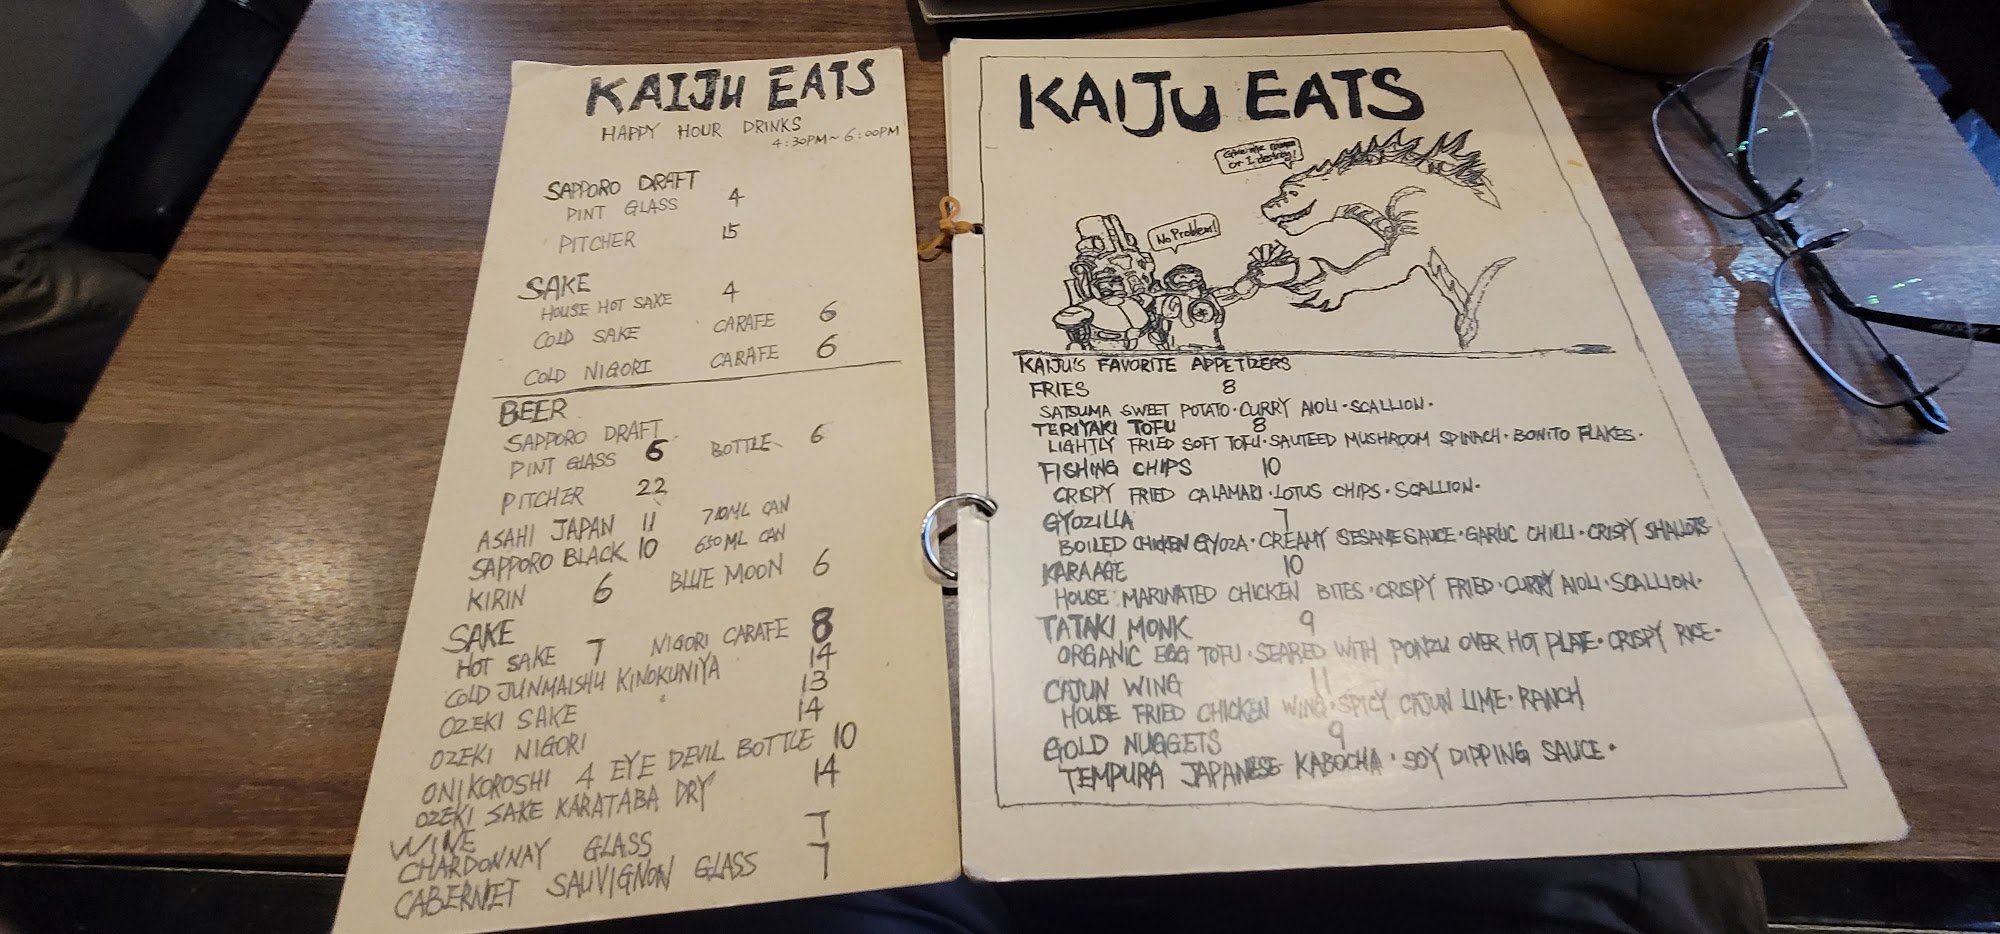 KAIJU EATS
HAPPY HOUR DRINKS
4:30PM~6:00PM
SAPPORO DRAFT
PINT GLASS 4
PITCHER 15
SAKE
HOUSE HOT SAKE 4
COLD SAKE CARAFE 6
COLD NIGORI CARAFE 6
BEER
SAPPORO DRAFT
PINT GLASS 6 BOTTLE 6
PITCHER 22
ASAHI JAPAN 11 710ML CAN
SAPPORO BLACK 10 650ML CAN
KIRIN 6 BLUE MOON 6
SAKE
HOT SAKE 7 NIGORI CARAFE 8
COLD JUNMAISHU KINOKUNIYA 14
OZEKI SAKE 13
OZEKI NIGORI 14
ONIKOROSHI 4 EYE DEVIL BOTTLE 10
OZEKI SAKE KARATABA DRY 14
WINE
CHARDONNAY GLASS 7
CABERNET SAUVIGNON GLASS 7
KAIJU EATS
Give me
or I destroy!
No Problem!
KAIJU'S FAVORITE APPETIZERS
FRIES 8
SATSUMA SWEET POTATO·CURRY AIOLI·SCALLION·
TERIYAKI TOFU 8
LIGHTLY FRIED SOFT TOFU·SAUTEED MUSHROOM SPINACH·BONITO FLAKES·
FISHING CHIPS 10
CRISPY FRIED CALAMARI·LOTUS CHIPS·SCALLION·
GYOZILLA 7
BOILED CHICKEN GYOZA·CREAMY SESAME SAUCE·GARLIC CHILLI·CRISPY SHALLOTS
KARAAGE 10
HOUSE MARINATED CHICKEN BITES·CRISPY FRIED·CURRY AIOLI·SCALLION·
TATAKI MONK 9
ORGANIC EGG TOFU·SEARED WITH PONZU OVER HOT PLATE·CRISPY RICE·
CAJUN WING 11
HOUSE FRIED CHICKEN WING·SPICY CAJUN LIME·RANCH
GOLD NUGGETS 9
TEMPURA JAPANESE KABOCHA·SOY DIPPING SAUCE·